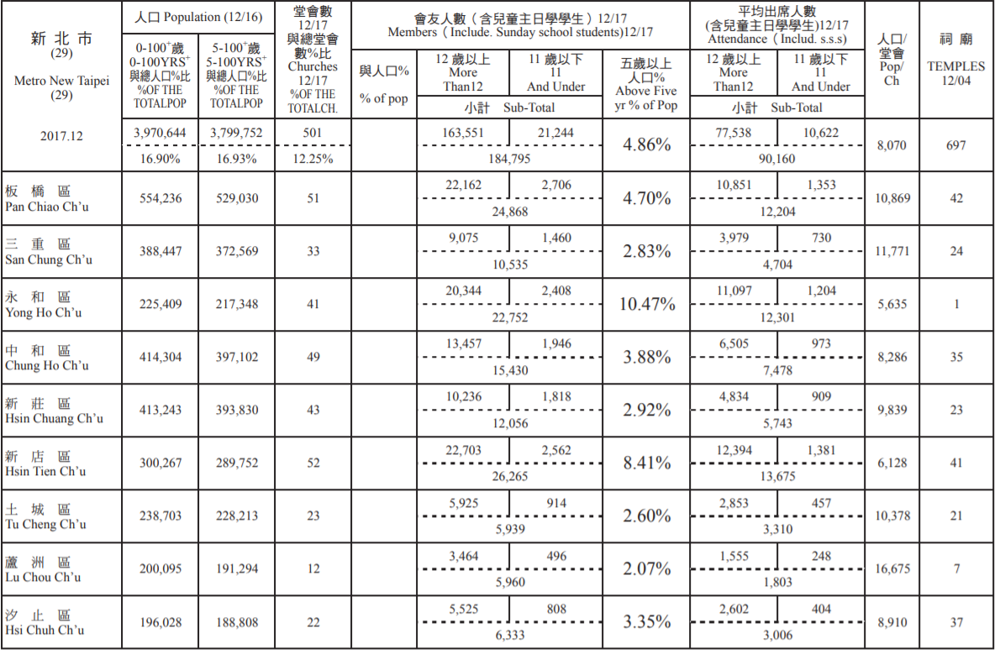 新 北 市
(29)
Metro New Taipei
(29)
2017.12
人口 Population (12/16)
0-100⁺歲
0-100YRS⁺
與總人口%比
%OF THE
TOTALPOP
5-100⁺歲
5-100YRS⁺
與總人口%比
%OF THE
TOTALPOP
堂會數
12/17
與總堂會
數%比
Churches
12/17
%OF THE
TOTALCH.
會友人數（含兒童主日學學生）12/17
Members（Include. Sunday school students)12/17
與人口%
% of pop
12 歲以上
More
Than12
11 歲以下
11
And Under
小計 Sub-Total
五歲以上
人口%
Above Five
yr % of Pop
平均出席人數
(含兒童主日學學生)12/17
Attendance（Includ. s.s.s)
12 歲以上
More
Than12
11 歲以下
11
And Under
小計 Sub-Total
人口/
堂會
Pop/
Ch
祠 廟
TEMPLES
12/04
3,970,644 3,799,752 501 163,551 21,244 77,538 10,622
4.86% 8,070 697
16.90% 16.93% 12.25% 184,795 90,160
板 橋 區
Pan Chiao Ch’u
554,236 529,030 51
22,162 2,706
24,868
4.70%
10,851 1,353
12,204
10,869 42
三 重 區
San Chung Ch’u
388,447 372,569 33
9,075 1,460
10,535
2.83%
3,979 730
4,704
11,771 24
永 和 區
Yong Ho Ch’u
225,409 217,348 41
20,344 2,408
22,752
10.47%
11,097 1,204
12,301
5,635 1
中 和 區
Chung Ho Ch’u
414,304 397,102 49
13,457 1,946
15,430
3.88%
6,505 973
7,478
8,286 35
新 莊 區
Hsin Chuang Ch’u
413,243 393,830 43
10,236 1,818
12,056
2.92%
4,834 909
5,743
9,839 23
新 店 區
Hsin Tien Ch’u
300,267 289,752 52
22,703 2,562
26,265
8.41%
12,394 1,381
13,675
6,128 41
土 城 區
Tu Cheng Ch’u
238,703 228,213 23
5,925 914
5,939
2.60%
2,853 457
3,310
10,378 21
蘆 洲 區
Lu Chou Ch’u
200,095 191,294 12
3,464 496
5,960
2.07%
1,555 248
1,803
16,675 7
汐 止 區
Hsi Chuh Ch’u
196,028 188,808 22
5,525 808
6,333
3.35%
2,602 404
3,006
8,910 37